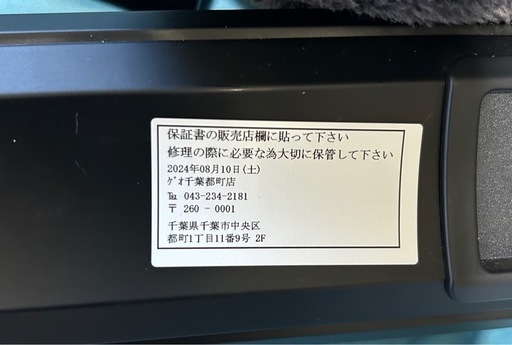 保証書の販売店欄に貼って下さい
修理の際に必要な為大切に保管して下さい
2024年08月10日(土)
ゲオ千葉都町店
℡ 043-234-2181
〒 260 - 0001
千葉県千葉市中央区
都町1丁目11番9号 2F